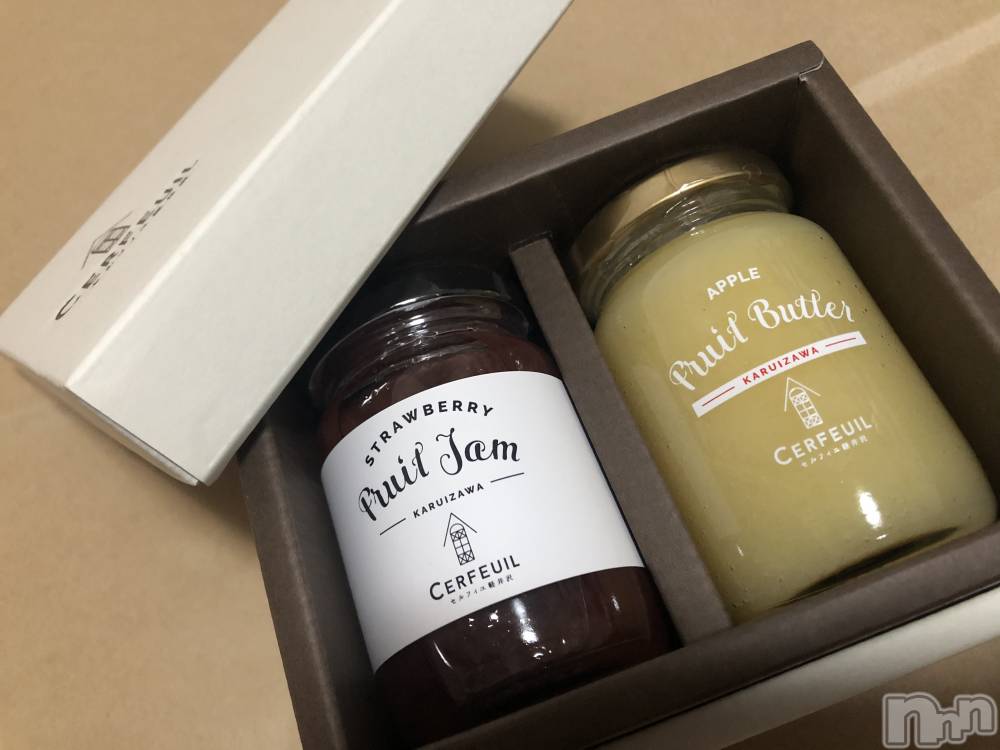 CERFEUIL
STRAWBERRY
Fruit Jam
KARUIZAWA
CERFEUIL
セルフィユ軽井沢
APPLE
Fruit Butter
KARUIZAWA
CERFEUIL
セルフィユ軽井沢
nnn